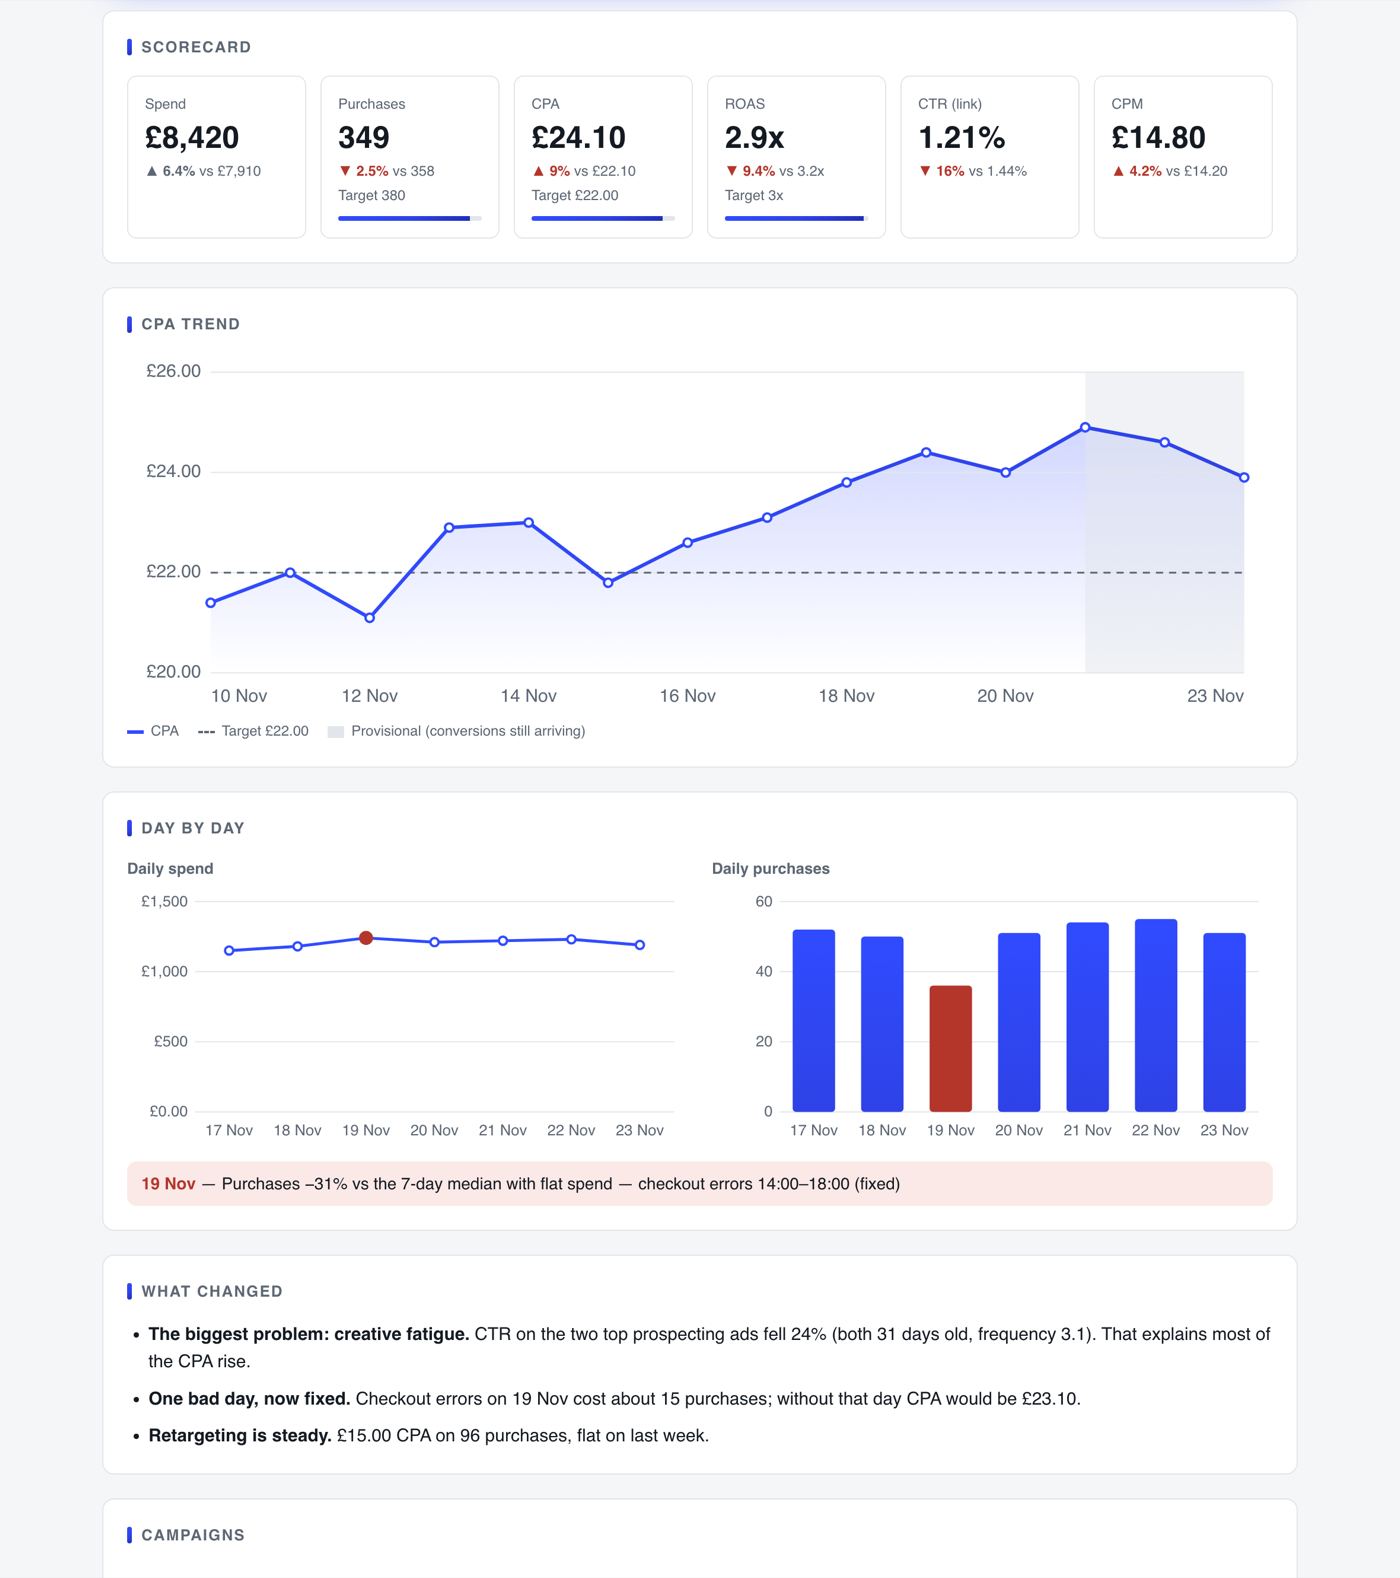 SCORECARD
Spend
£8,420
▲ 6.4% vs £7,910
Purchases
349
▼ 2.5% vs 358
Target 380
CPA
£24.10
▲ 9% vs £22.10
Target £22.00
ROAS
2.9x
▼ 9.4% vs 3.2x
Target 3x
CTR (link)
1.21%
▼ 16% vs 1.44%
CPM
£14.80
▲ 4.2% vs £14.20
CPA TREND
£26.00
£24.00
£22.00
£20.00
10 Nov 12 Nov 14 Nov 16 Nov 18 Nov 20 Nov 23 Nov
CPA Target £22.00 Provisional (conversions still arriving)
DAY BY DAY
Daily spend
£1,500
£1,000
£500
£0.00
17 Nov 18 Nov 19 Nov 20 Nov 21 Nov 22 Nov 23 Nov
Daily purchases
60
40
20
0
17 Nov 18 Nov 19 Nov 20 Nov 21 Nov 22 Nov 23 Nov
19 Nov — Purchases −31% vs the 7-day median with flat spend — checkout errors 14:00–18:00 (fixed)
WHAT CHANGED
• The biggest problem: creative fatigue. CTR on the two top prospecting ads fell 24% (both 31 days old, frequency 3.1). That explains most of
the CPA rise.
• One bad day, now fixed. Checkout errors on 19 Nov cost about 15 purchases; without that day CPA would be £23.10.
• Retargeting is steady. £15.00 CPA on 96 purchases, flat on last week.
CAMPAIGNS